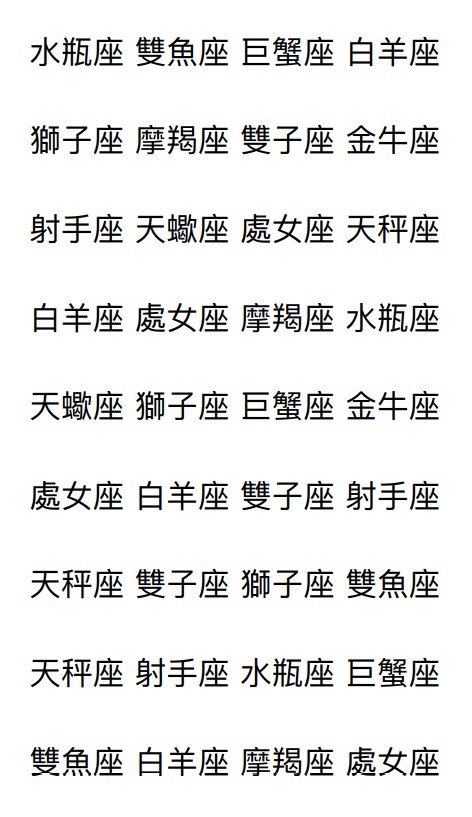 水瓶座 雙魚座 巨蟹座 白羊座
獅子座 摩羯座 雙子座 金牛座
射手座 天蠍座 處女座 天秤座
白羊座 處女座 摩羯座 水瓶座
天蠍座 獅子座 巨蟹座 金牛座
處女座 白羊座 雙子座 射手座
天秤座 雙子座 獅子座 雙魚座
天秤座 射手座 水瓶座 巨蟹座
雙魚座 白羊座 摩羯座 處女座